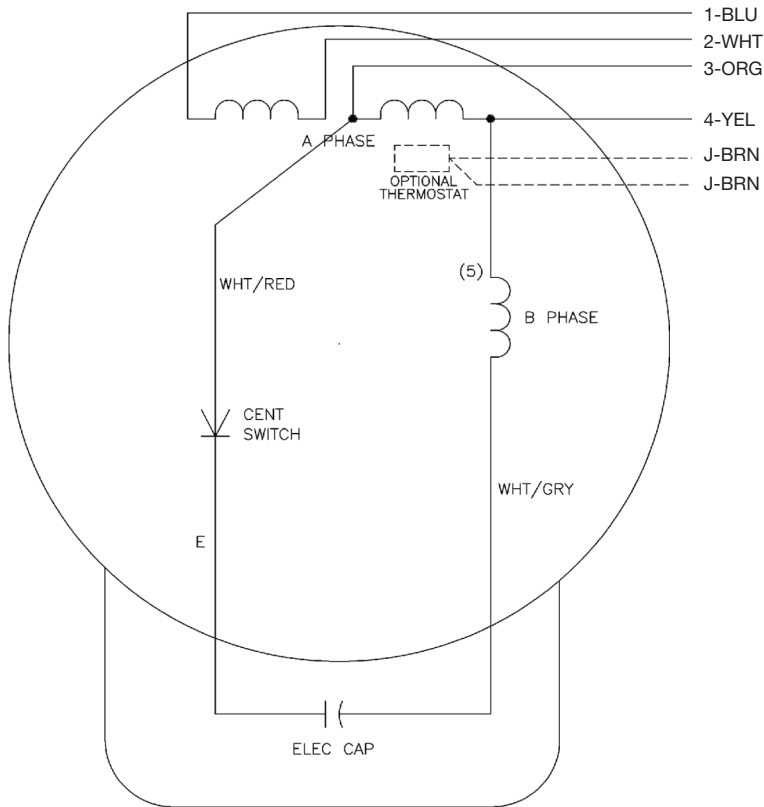 1-BLU
2-WHT
3-ORG
4-YEL
A PHASE
J-BRN
OPTIONAL
THERMOSTAT
J-BRN
(5)
WHT/RED
B PHASE
CENT
SWITCH
WHT/GRY
E
ELEC CAP